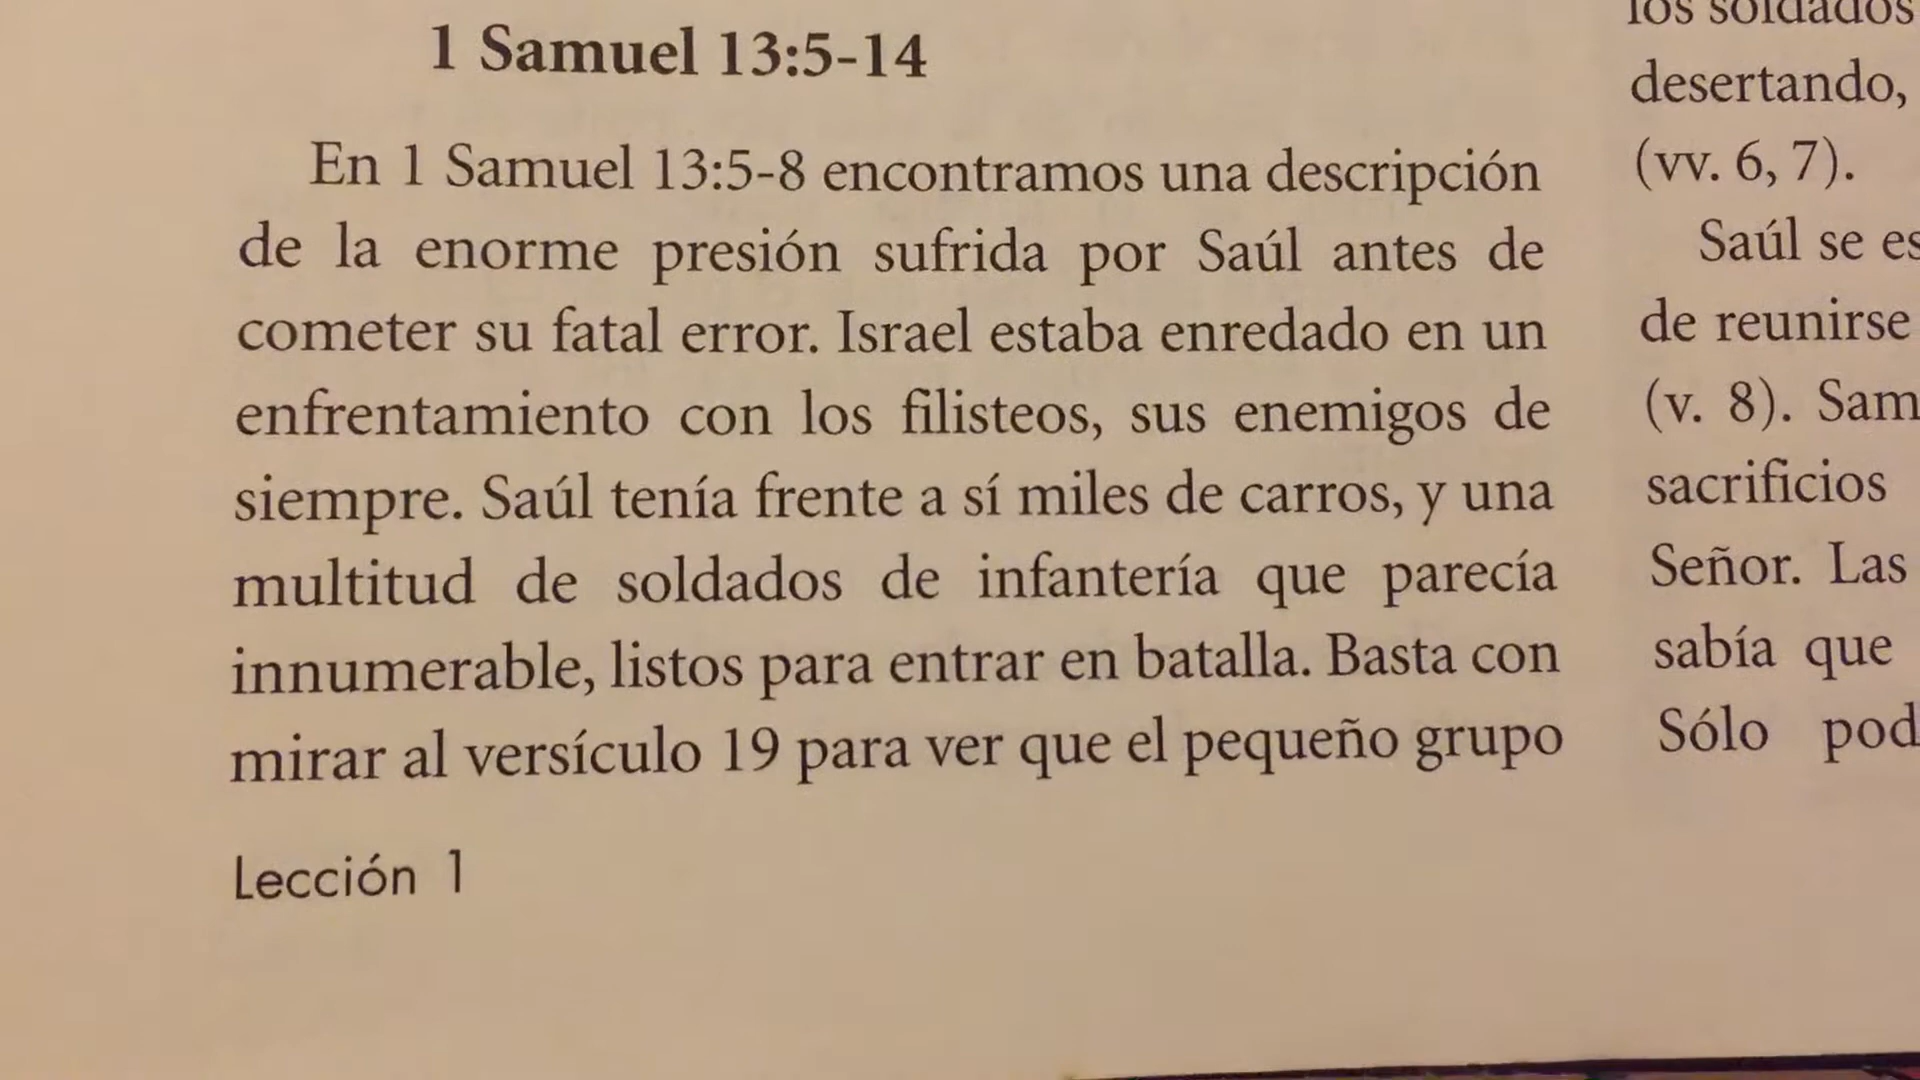 1 Samuel 13:5-14
En 1 Samuel 13:5-8 encontramos una descripción
de la enorme presión sufrida por Saúl antes de
cometer su fatal error. Israel estaba enredado en un
enfrentamiento con los filisteos, sus enemigos de
siempre. Saúl tenía frente a sí miles de carros, y una
multitud de soldados de infantería que parecía
innumerable, listos para entrar en batalla. Basta con
mirar al versículo 19 para ver que el pequeño grupo
Lección 1
los soldados
desertando,
(vv. 6, 7).
Saúl se es
de reunirse
(v. 8). Sam
sacrificios
Señor. Las
sabía que
Sólo pod